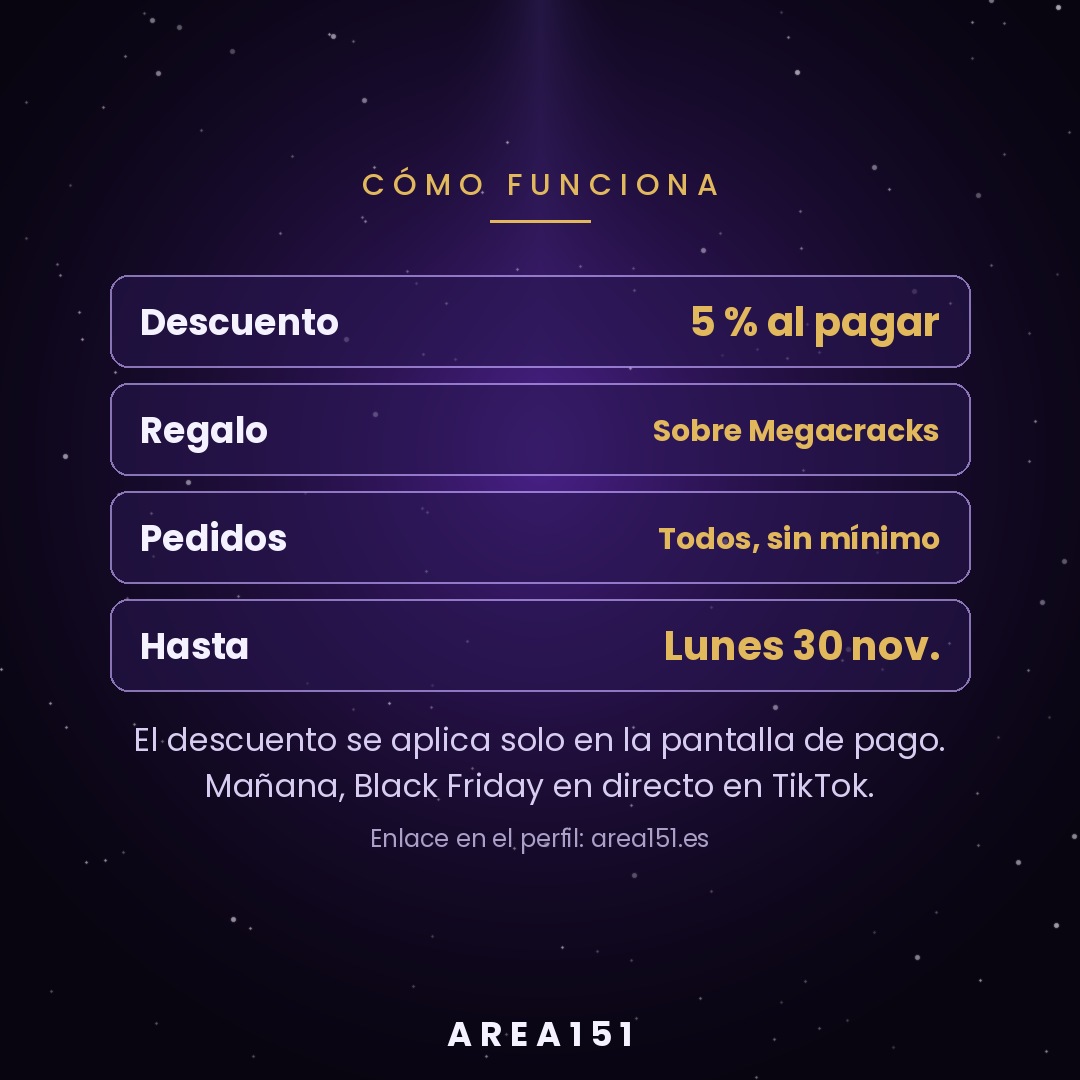 CÓMO FUNCIONA
Descuento 5 % al pagar
Regalo Sobre Megacracks
Pedidos Todos, sin mínimo
Hasta Lunes 30 nov.
El descuento se aplica solo en la pantalla de pago.
Mañana, Black Friday en directo en TikTok.
Enlace en el perfil: area151.es
AREA151